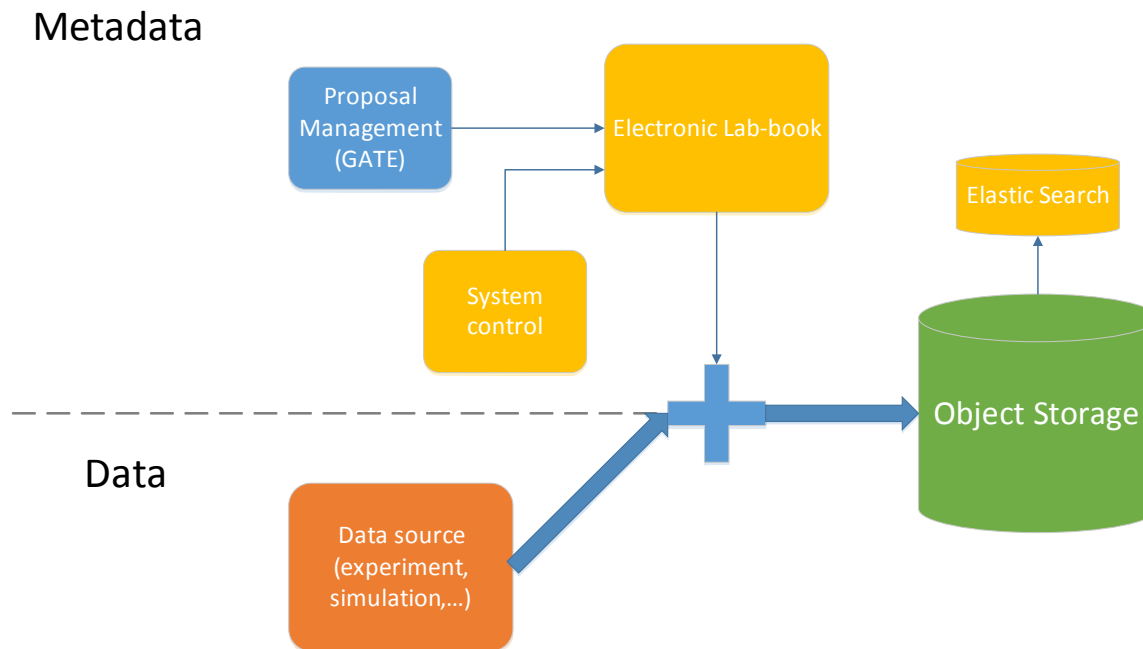 Metadata
Proposal
Management
(GATE)
Electronic Lab-book
Elastic Search
System
control
Object Storage
Data
Data source
(experiment,
simulation,...)